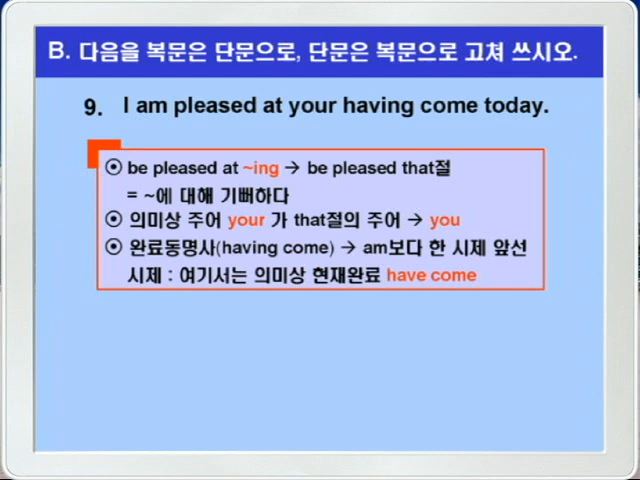 B. 다음을 복문은 단문으로, 단문은 복문으로 고쳐 쓰시오.
9. I am pleased at your having come today.
⊙ be pleased at ~ing → be pleased that절
= ~에 대해 기뻐하다
⊙ 의미상 주어 your 가 that절의 주어 → you
⊙ 완료동명사(having come) → am보다 한 시제 앞선
시제 : 여기서는 의미상 현재완료 have come